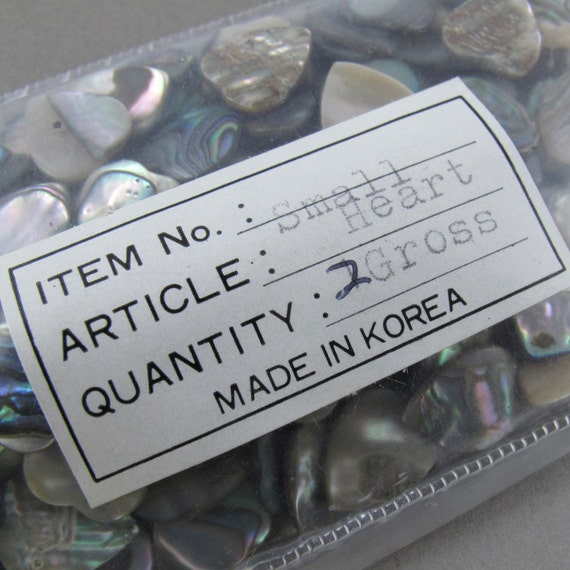 ITEM No. : Small
ARTICLE : Heart
QUANTITY : 2 Gross
MADE IN KOREA